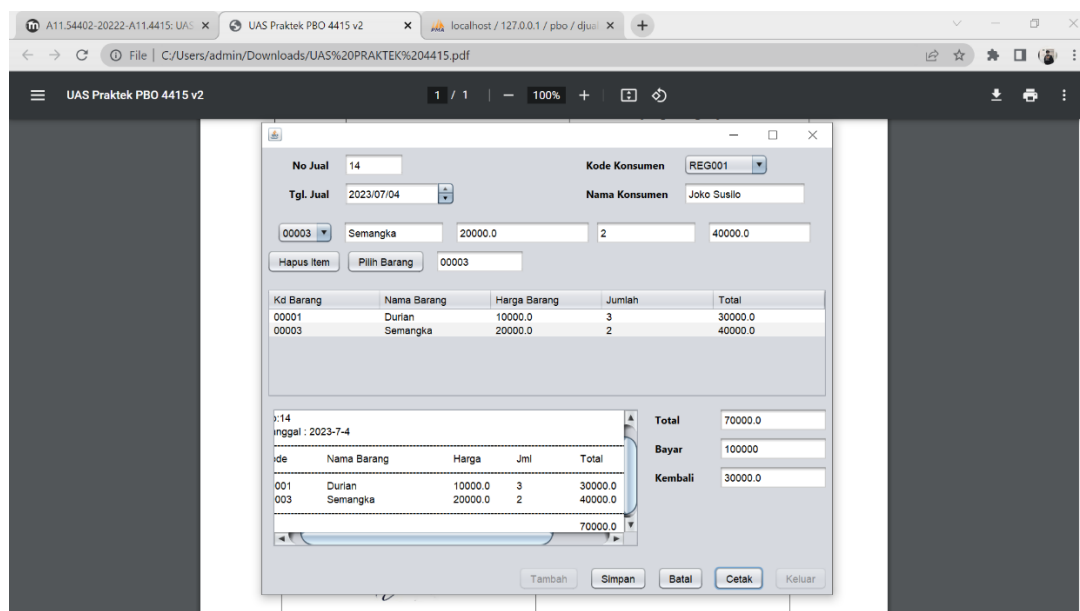 A11.54402-20222-A11.4415: UAS
UAS Praktek PBO 4415 v2
localhost / 127.0.0.1 / pbo / djual
File | C:/Users/admin/Downloads/UAS%20PRAKTEK%204415.pdf
UAS Praktek PBO 4415 v2
1 / 1
100%
No Jual 14 Kode Konsumen REG001
Tgl. Jual 2023/07/04 Nama Konsumen Joko Susilo
00003 Semangka 20000.0 2 40000.0
Hapus Item Pilih Barang 00003
Kd Barang Nama Barang Harga Barang Jumlah Total
00001 Durian 10000.0 3 30000.0
00003 Semangka 20000.0 2 40000.0
o:14
anggal : 2023-7-4
ode Nama Barang Harga Jml Total
001 Durian 10000.0 3 30000.0
003 Semangka 20000.0 2 40000.0
70000.0
Total 70000.0
Bayar 100000
Kembali 30000.0
Tambah Simpan Batal Cetak Keluar